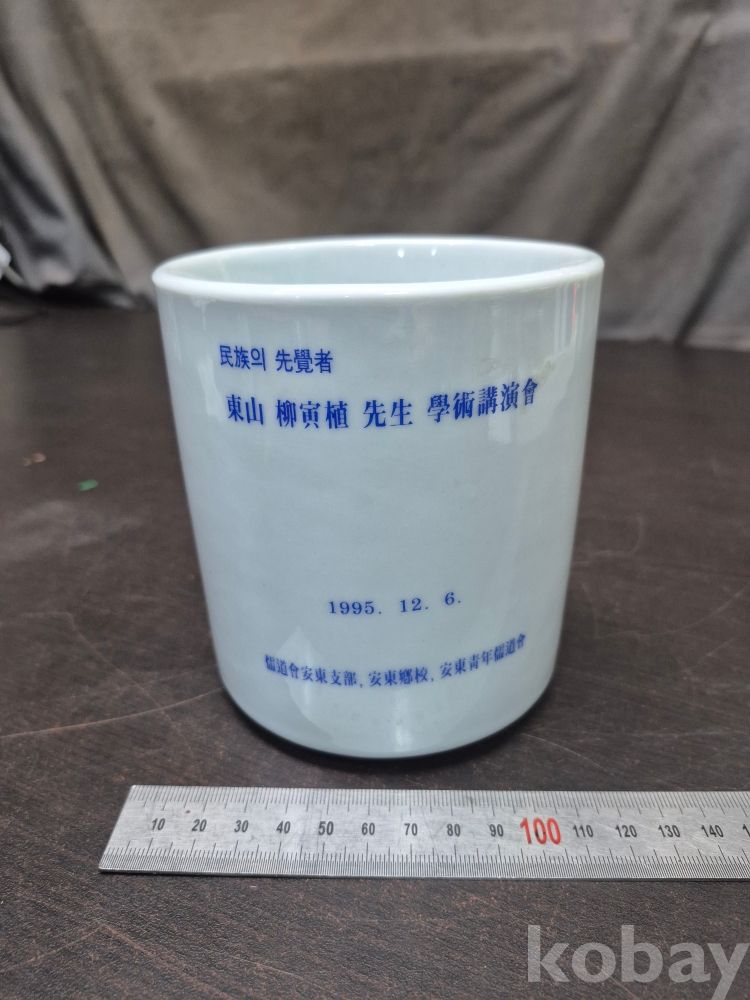 民族의 先覺者
東山 柳寅植 先生 學術講演會
1995. 12. 6.
儒道會安東支部, 安東鄕校, 安東靑年儒道會
10 20 30 40 50 60 70 80 90 100 110 120 130 140
kobay